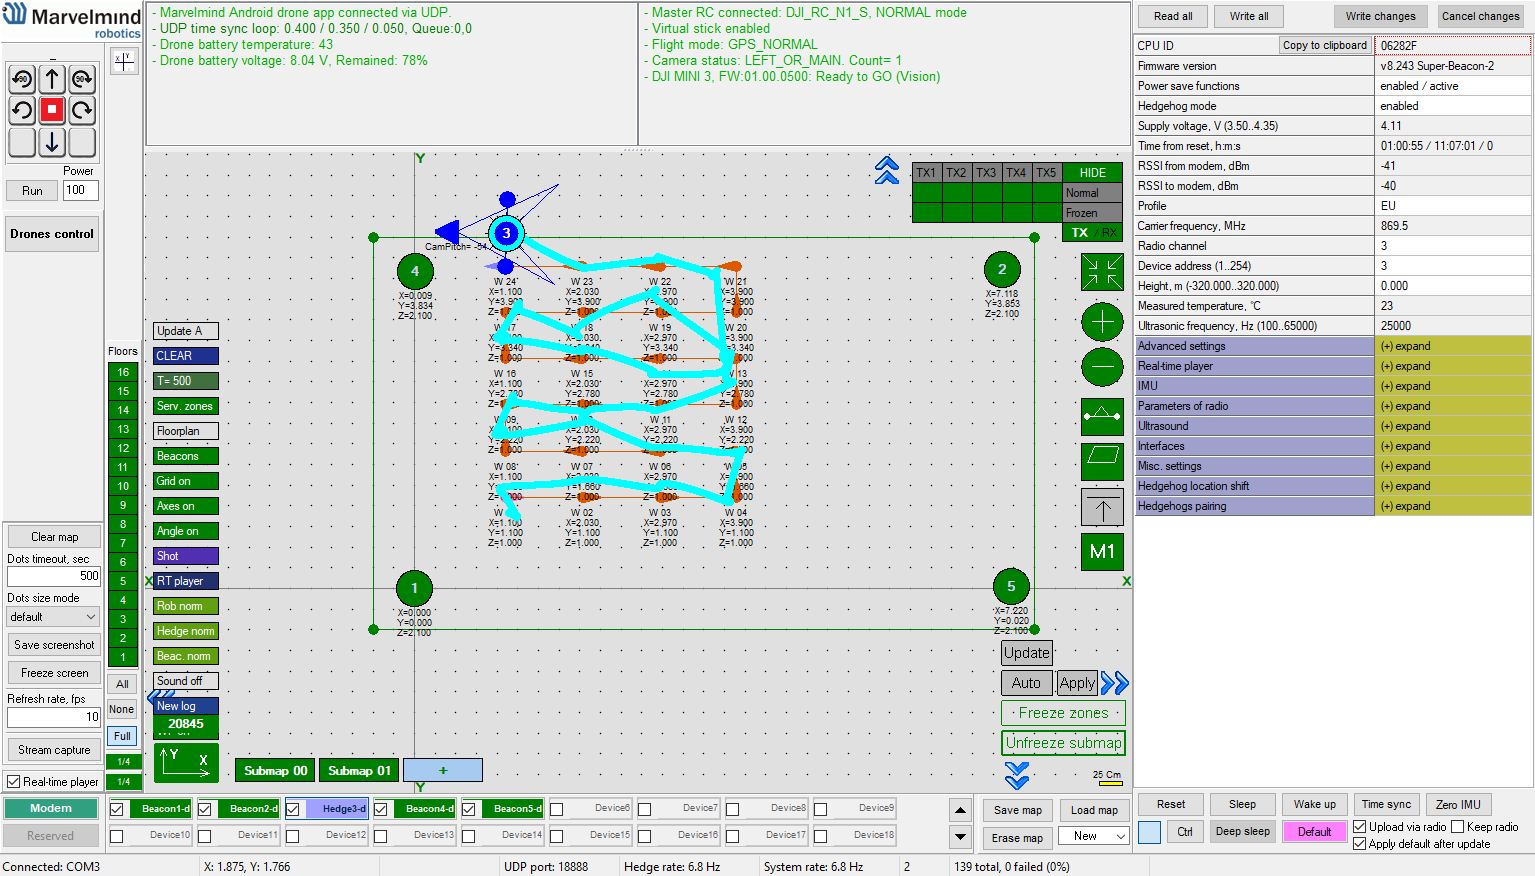 Marvelmind
robotics
- Marvelmind Android drone app connected via UDP.
- UDP time sync loop: 0.400 / 0.350 / 0.050, Queue:0,0
- Drone battery temperature: 43
- Drone battery voltage: 8.04 V, Remained: 78%
- Master RC connected: DJI_RC_N1_S, NORMAL mode
- Virtual stick enabled
- Flight mode: GPS_NORMAL
- Camera status: LEFT_OR_MAIN. Count= 1
- DJI MINI 3, FW:01.00.0500: Ready to GO (Vision)
Read all
Write all
Write changes
Cancel changes
CPU ID
Copy to clipboard
06282F
Firmware version
v8.243 Super-Beacon-2
Power save functions
enabled / active
Hedgehog mode
enabled
Supply voltage, V (3.50..4.35)
4.11
Time from reset, h:m:s
01:00:55 / 11:07:01 / 0
RSSI from modem, dBm
-41
RSSI to modem, dBm
-40
Profile
EU
Carrier frequency, MHz
869.5
Radio channel
3
Device address (1..254)
3
Height, m (-320.000..320.000)
0.000
Measured temperature, °C
23
Ultrasonic frequency, Hz (100..65000)
25000
Advanced settings
(+) expand
Real-time player
(+) expand
IMU
(+) expand
Parameters of radio
(+) expand
Ultrasound
(+) expand
Interfaces
(+) expand
Misc. settings
(+) expand
Hedgehog location shift
(+) expand
Hedgehogs pairing
(+) expand
Power
Run
100
Drones control
Clear map
Dots timeout, sec
500
Dots size mode
default
Save screenshot
Freeze screen
Refresh rate, fps
10
Stream capture
Real-time player
Floors
16
15
14
13
12
11
10
9
8
7
6
5
4
3
2
1
All
None
Full
1/4
1/4
Update A
CLEAR
T= 500
Serv. zones
Floorplan
Beacons
Grid on
Axes on
Angle on
Shot
RT player
Rob norm
Hedge norm
Beac. norm
Sound off
New log
20845
Y X
Y
X
X
Y
TX1 TX2 TX3 TX4 TX5 HIDE
Normal
Frozen
TX / RX
M1
3
CamPitch= -54
4
X=0.009
Y=3.834
Z=2.100
2
X=7.118
Y=3.853
Z=2.100
1
X=0.000
Y=0.000
Z=2.100
5
X=7.220
Y=0.020
Z=2.100
W 24 W 23 W 22 W 21
X=1.100 X=2.030
W 19 W 20
X=2.970 X=3.900
Y=3.340 Y=3.340
W 16 W 15
X=1.100 X=2.030
W 12
X=3.900
Y=2.220
Z=1.000
W 08 W 07 W 06
X=1.100 X=2.030 X=2.970
W 02 W 03 W 04
X=1.100 X=2.030 X=2.970 X=3.900
Y=1.100 Y=1.100 Y=1.100 Y=1.100
Z=1.000 Z=1.000 Z=1.000 Z=1.000
Update
Auto
Apply
Freeze zones
Unfreeze submap
25 Cm
Submap 00
Submap 01
+
Modem
Reserved
Beacon1-d
Beacon2-d
Hedge3-d
Beacon4-d
Beacon5-d
Device6
Device7
Device8
Device9
Device10
Device11
Device12
Device13
Device14
Device15
Device16
Device17
Device18
Save map
Load map
Erase map
New
Reset
Sleep
Wake up
Time sync
Zero IMU
Ctrl
Deep sleep
Default
Upload via radio
Keep radio
Apply default after update
Connected: COM3
X: 1.875, Y: 1.766
UDP port: 18888
Hedge rate: 6.8 Hz
System rate: 6.8 Hz
2
139 total, 0 failed (0%)